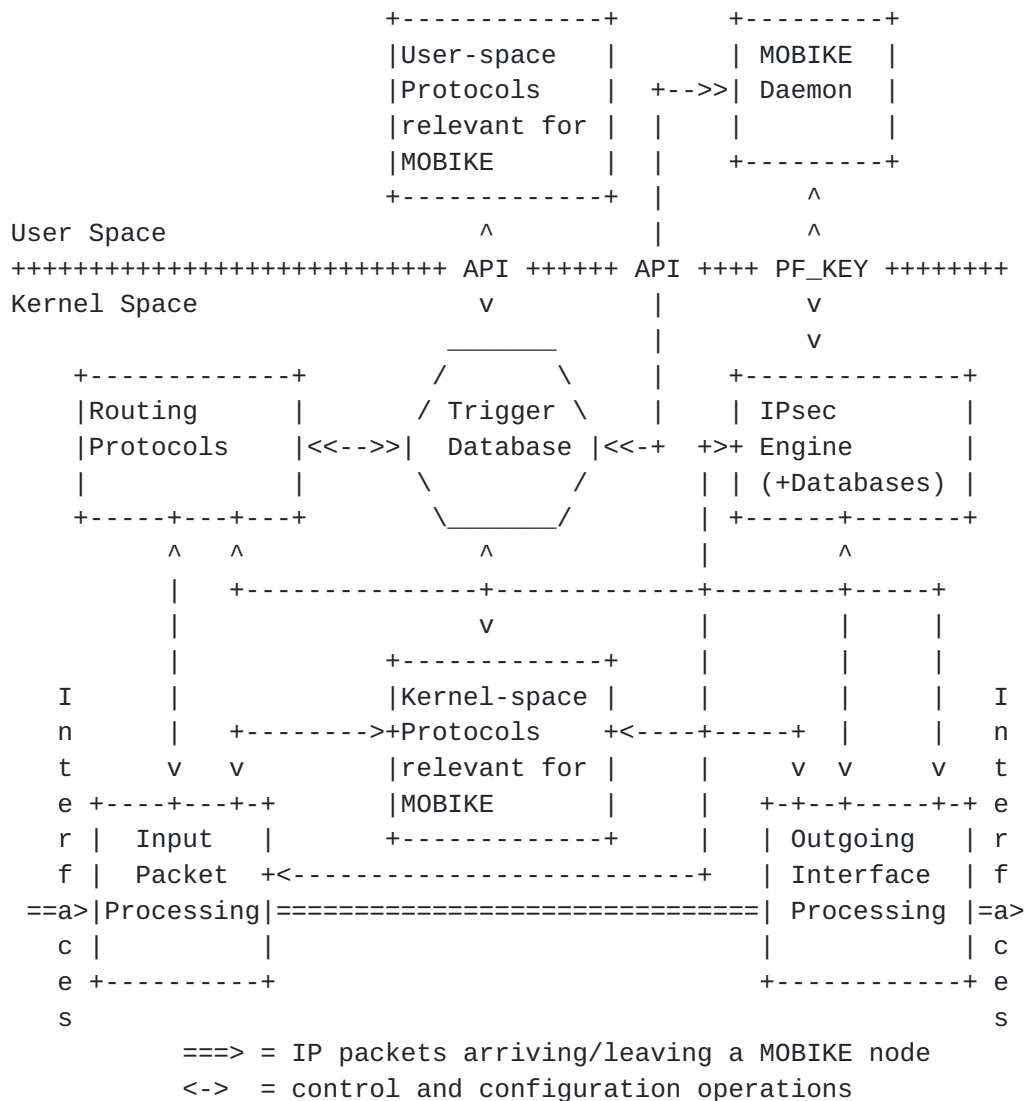 +-------------+       +---------+
                         |User-space   |       | MOBIKE  |
                         |Protocols    |  +-->>| Daemon  |
                         |relevant for |  |    |         |
                         |MOBIKE       |  |    +---------+
                         +-------------+  |         ^
User Space                     ^          |         ^
++++++++++++++++++++++++++++ API ++++++ API ++++ PF_KEY ++++++++
Kernel Space                   v          |         v
                            _______       |         v
    +-------------+        /       \      |    +--------------+
    |Routing      |       / Trigger \     |    | IPsec        |
    |Protocols    |<<-->>|  Database |<<-+  +>+ Engine       |
    |             |       \         /       | | (+Databases) |
    +-----+---+---+        \_______/        | +------+-------+
          ^   ^               ^             |        ^
          |   +---------------+-------------+--------+-----+
          |                   v             |        |     |
          |             +-------------+     |        |     |
   I      |             |Kernel-space |     |        |     |   I
   n      |   +-------->+Protocols    +<----+-----+  |     |   n
   t      v   v         |relevant for |     |     v  v     v   t
   e +----+---+-+       |MOBIKE       |     |   +-+--+-----+-+ e
   r |  Input   |       +-------------+     |   | Outgoing   | r
   f |  Packet  +<--------------------------+   | Interface  | f
 ==a>|Processing|===============================| Processing |=a>
   c |          |                               |            | c
   e +----------+                               +------------+ e
   s                                                           s
           ===> = IP packets arriving/leaving a MOBIKE node
           <->  = control and configuration operations